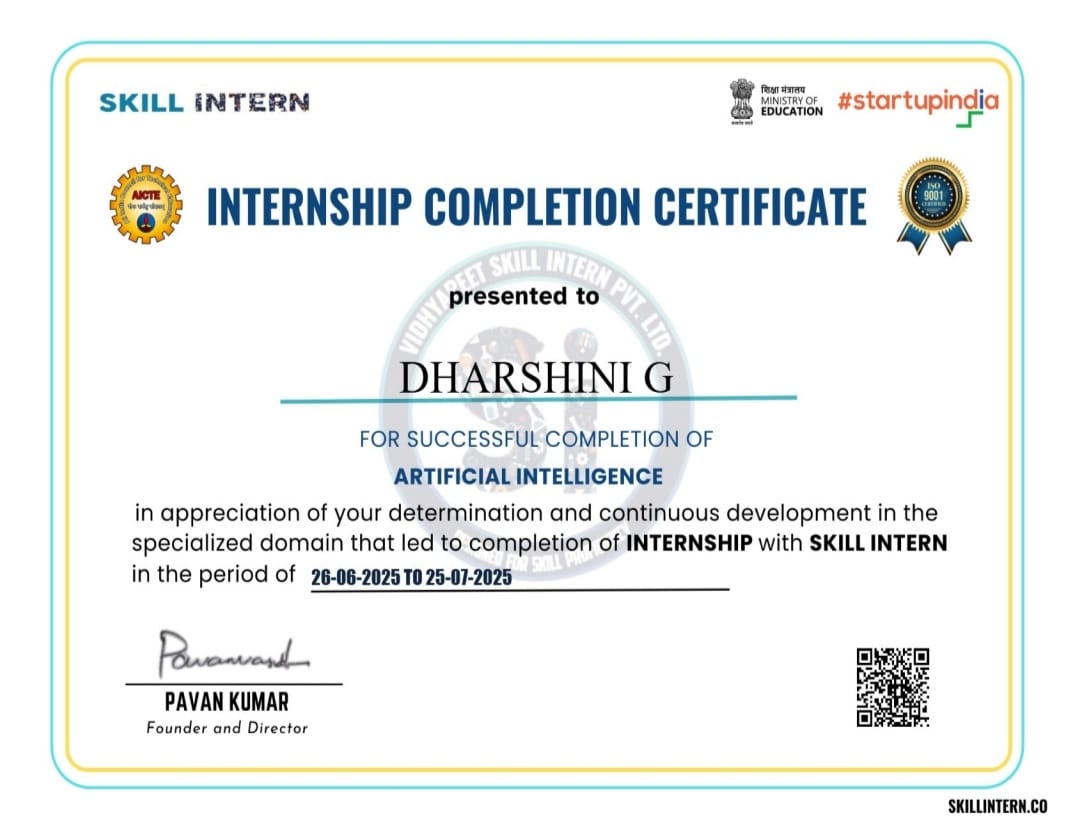 SKILL INTERN
शिक्षा मंत्रालय
MINISTRY OF
EDUCATION
#startupindia
AICTE
ISO
9001
CERTIFIED
INTERNSHIP COMPLETION CERTIFICATE
VIDHYAPEET SKILL INTERN PVT. LTD.
presented to
DHARSHINI G
FOR SUCCESSFUL COMPLETION OF
ARTIFICIAL INTELLIGENCE
in appreciation of your determination and continuous development in the
specialized domain that led to completion of INTERNSHIP with SKILL INTERN
in the period of 26-06-2025 TO 25-07-2025
PAVAN KUMAR
Founder and Director
SKILLINTERN.CO